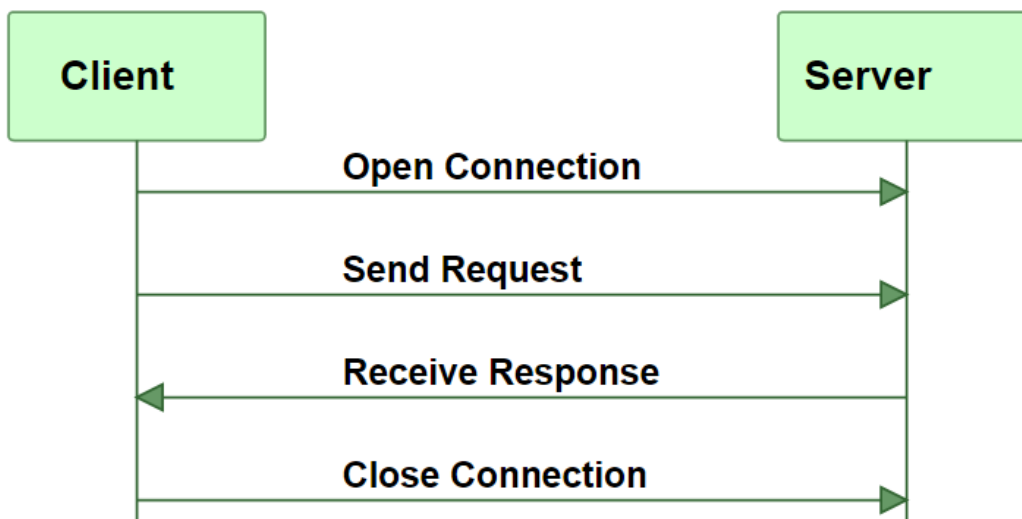 Client
Server
Open Connection
Send Request
Receive Response
Close Connection